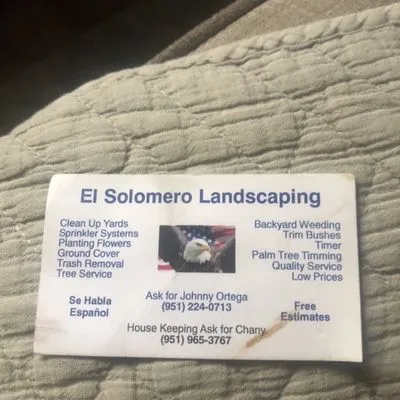 El Solomero Landscaping
Clean Up Yards
Sprinkler Systems
Planting Flowers
Ground Cover
Trash Removal
Tree Service
Backyard Weeding
Trim Bushes
Timer
Palm Tree Timming
Quality Service
Low Prices
Se Habla
Español
Ask for Johnny Ortega
(951) 224-0713
Free
Estimates
House Keeping Ask for Chany
(951) 965-3767